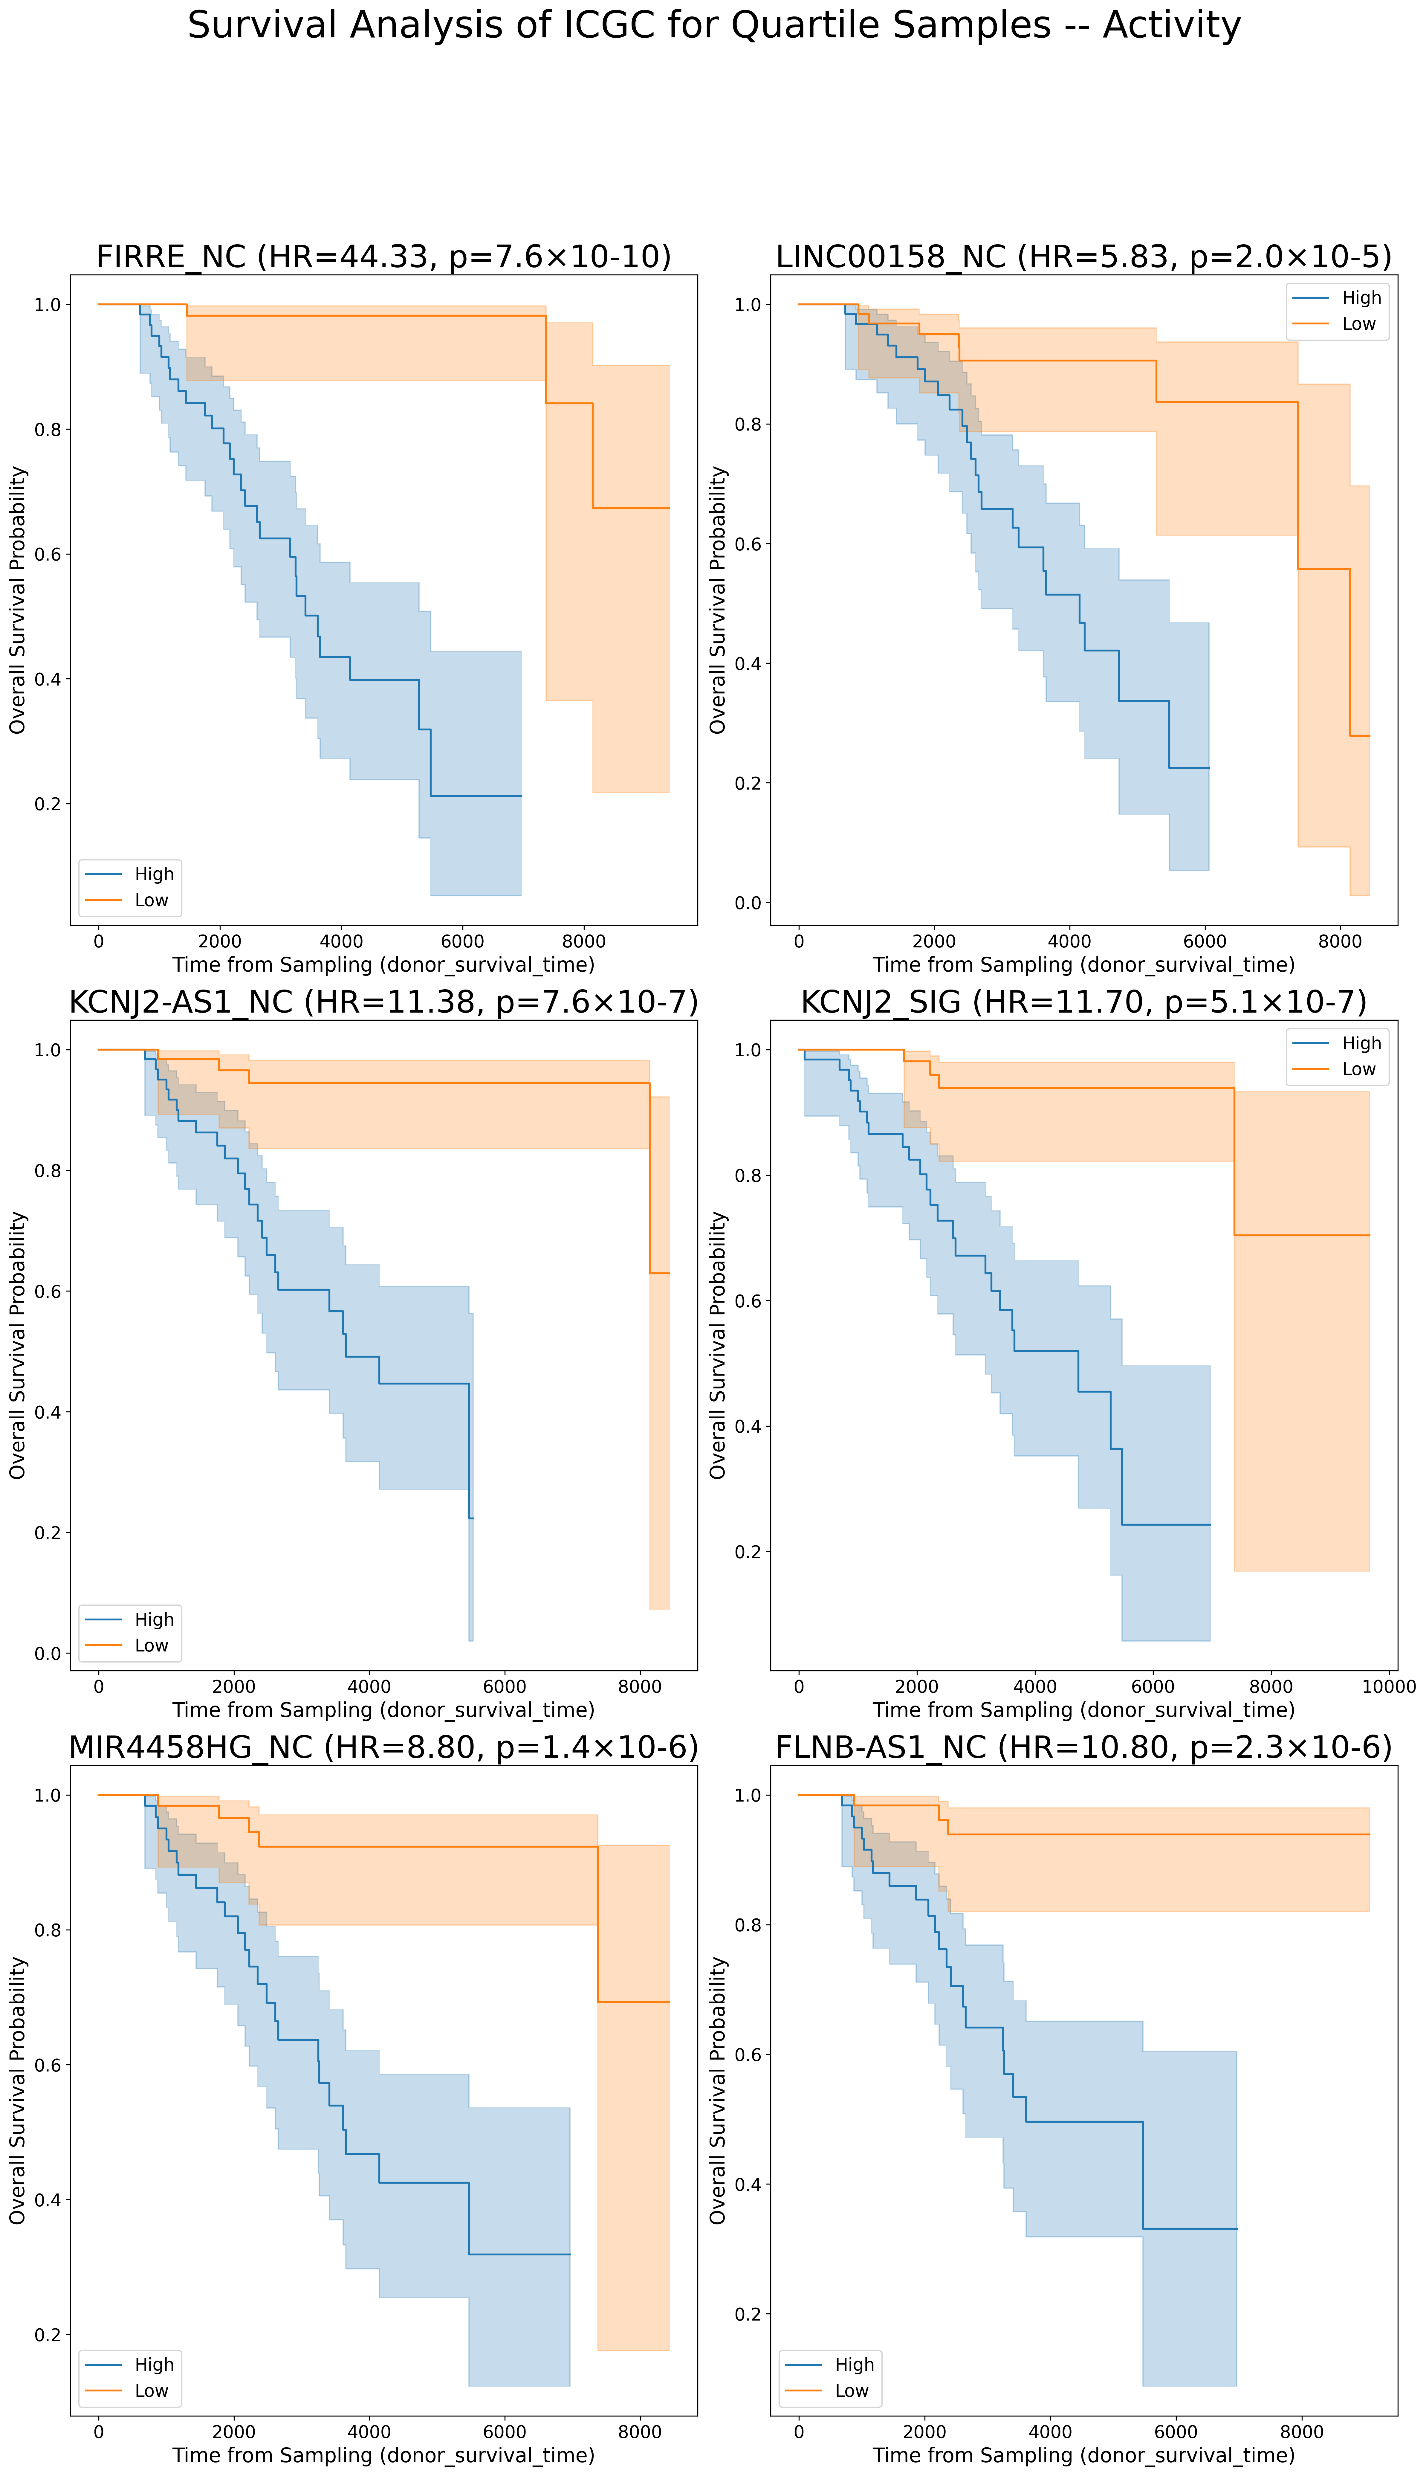 Survival Analysis of ICGC for Quartile Samples -- Activity
FIRRE_NC (HR=44.33, p=7.6×10-10)
Overall Survival Probability
1.0
0.8
0.6
0.4
0.2
High
Low
0 2000 4000 6000 8000
Time from Sampling (donor_survival_time)
LINC00158_NC (HR=5.83, p=2.0×10-5)
Overall Survival Probability
High
Low
1.0
0.8
0.6
0.4
0.2
0.0
0 2000 4000 6000 8000
Time from Sampling (donor_survival_time)
KCNJ2-AS1_NC (HR=11.38, p=7.6×10-7)
Overall Survival Probability
1.0
0.8
0.6
0.4
0.2
0.0
High
Low
0 2000 4000 6000 8000
Time from Sampling (donor_survival_time)
KCNJ2_SIG (HR=11.70, p=5.1×10-7)
Overall Survival Probability
High
Low
1.0
0.8
0.6
0.4
0.2
0 2000 4000 6000 8000 10000
Time from Sampling (donor_survival_time)
MIR4458HG_NC (HR=8.80, p=1.4×10-6)
Overall Survival Probability
1.0
0.8
0.6
0.4
0.2
High
Low
0 2000 4000 6000 8000
Time from Sampling (donor_survival_time)
FLNB-AS1_NC (HR=10.80, p=2.3×10-6)
Overall Survival Probability
1.0
0.8
0.6
0.4
0.2
High
Low
0 2000 4000 6000 8000
Time from Sampling (donor_survival_time)